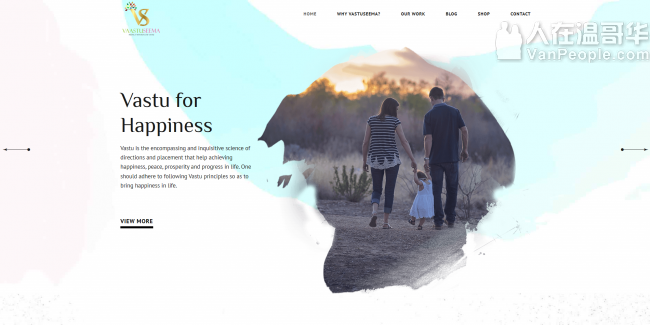 VS
VAASTUSEEMA
HOME
WHY VASTUSEEMA?
OUR WORK
BLOG
SHOP
CONTACT
人在温哥华
VanPeople.com
Vastu for
Happiness
Vastu is the encompassing and inquisitive science of
directions and placement that help achieving
happiness, peace, prosperity and progress in life. One
should adhere to following Vastu principles so as to
bring happiness in life.
VIEW MORE